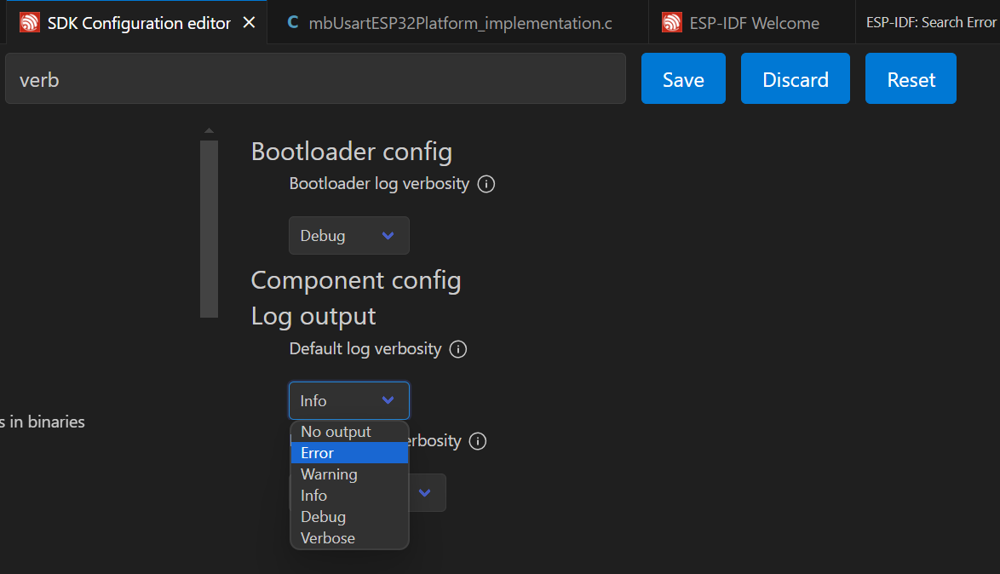 SDK Configuration editor
C mbUsartESP32Platform_implementation.c
ESP-IDF Welcome
ESP-IDF: Search Error
verb
Save
Discard
Reset
Bootloader config
Bootloader log verbosity
Debug
Component config
Log output
Default log verbosity
Info
s in binaries
No output
erbosity
Error
Warning
Info
Debug
Verbose